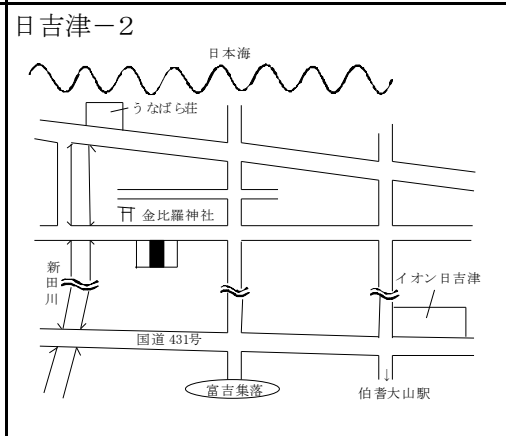 日吉津−2
日本海
うなばら荘
金比羅神社
新田川
イオン日吉津
国道 431号
富吉集落
↓
伯耆大山駅